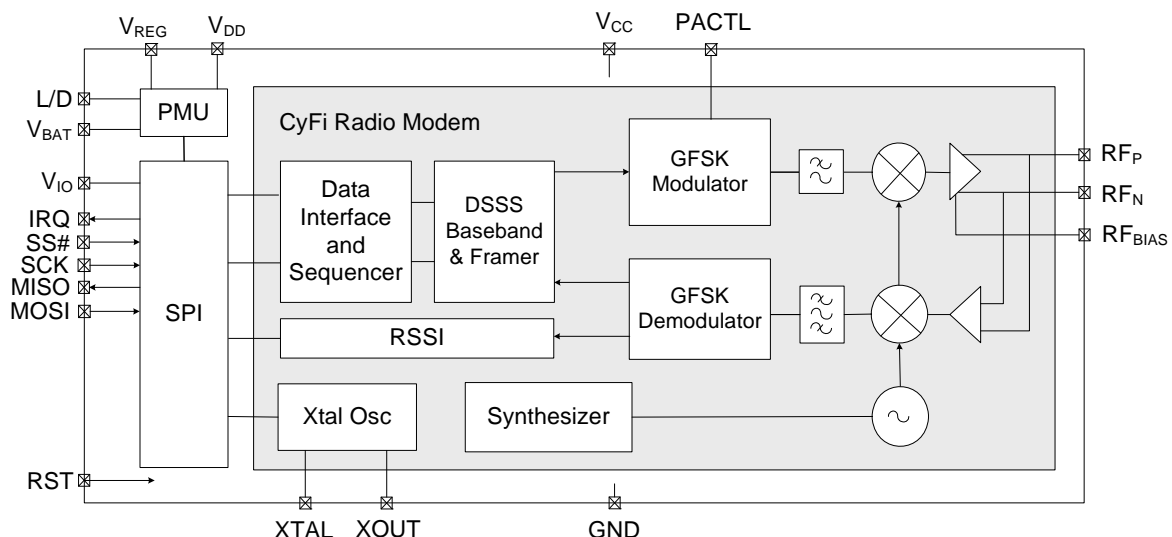 VREG
VDD
VCC
PACTL
L/D
VBAT
PMU
VIO
IRQ
SS#
SCK
MISO
MOSI
RST
SPI
CyFi Radio Modem
Data
Interface
and
Sequencer
DSSS
Baseband
& Framer
GFSK
Modulator
GFSK
Demodulator
RSSI
Xtal Osc
Synthesizer
RFP
RFN
RFBIAS
XTAL
XOUT
GND